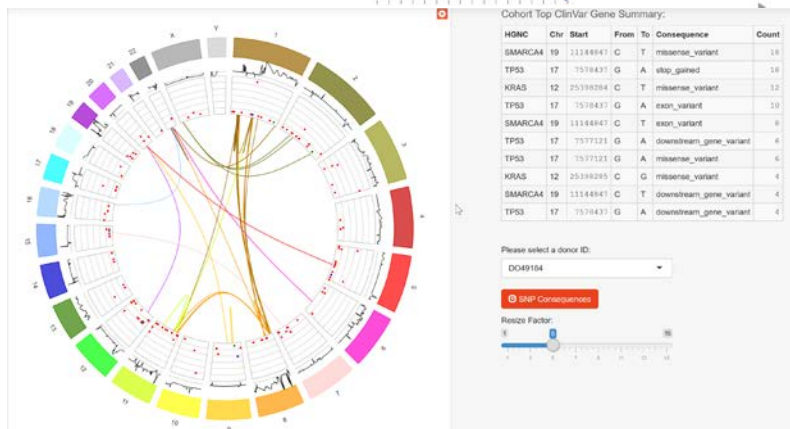 Cohort Top ClinVar Gene Summary:
HGNC Chr Start From To Consequence Count
SMARCA4 19 11144847 C T missense_variant 18
TP53 17 7578437 G A stop_gained
KRAS 12 25398284 C T missense_variant 12
TP53 17 7578437 G A exon_variant 10
SMARCA4 19 11144847 C T exon_variant 8
TP53 17 7577121 G A downstream_gene_variant 6
TP53 17 7577121 G A missense_variant 6
KRAS 12 25398285 C G missense_variant 4
SMARCA4 19 11144847 C T downstream_gene_variant 4
TP53 17 7578437 G A downstream_gene_variant 4
Please select a donor ID:
DO49184
SNP Consequences
Resize Factor:
1 5 15
X
Y
1
2
3
4
5
6
7
8
9
10
11
12
13
14
15
16
17
18
19
20
21
22